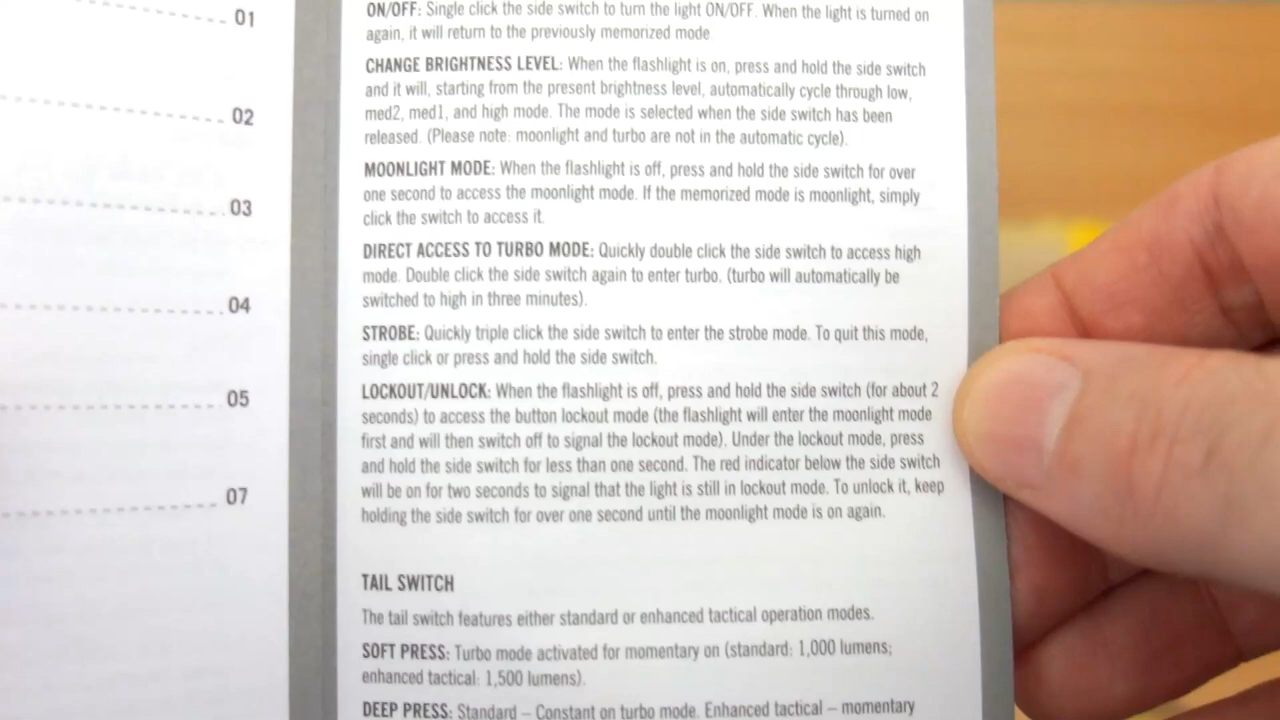 01
02
03
04
05
07
ON/OFF: Single click the side switch to turn the light ON/OFF. When the light is turned on
again, it will return to the previously memorized mode
CHANGE BRIGHTNESS LEVEL: When the flashlight is on, press and hold the side switch
and it will, starting from the present brightness level, automatically cycle through low,
med2, med1, and high mode. The mode is selected when the side switch has been
released. (Please note: moonlight and turbo are not in the automatic cycle).
MOONLIGHT MODE: When the flashlight is off, press and hold the side switch for over
one second to access the moonlight mode. If the memorized mode is moonlight, simply
click the switch to access it.
DIRECT ACCESS TO TURBO MODE: Quickly double click the side switch to access high
mode. Double click the side switch again to enter turbo. (turbo will automatically be
switched to high in three minutes).
STROBE: Quickly triple click the side switch to enter the strobe mode. To quit this mode,
single click or press and hold the side switch.
LOCKOUT/UNLOCK: When the flashlight is off, press and hold the side switch (for about 2
seconds) to access the button lockout mode (the flashlight will enter the moonlight mode
first and will then switch off to signal the lockout mode). Under the lockout mode, press
and hold the side switch for less than one second. The red indicator below the side switch
will be on for two seconds to signal that the light is still in lockout mode. To unlock it, keep
holding the side switch for over one second until the moonlight mode is on again.
TAIL SWITCH
The tail switch features either standard or enhanced tactical operation modes.
SOFT PRESS: Turbo mode activated for momentary on (standard: 1,000 lumens;
enhanced tactical: 1,500 lumens).
DEEP PRESS: Standard – Constant on turbo mode. Enhanced tactical – momentary